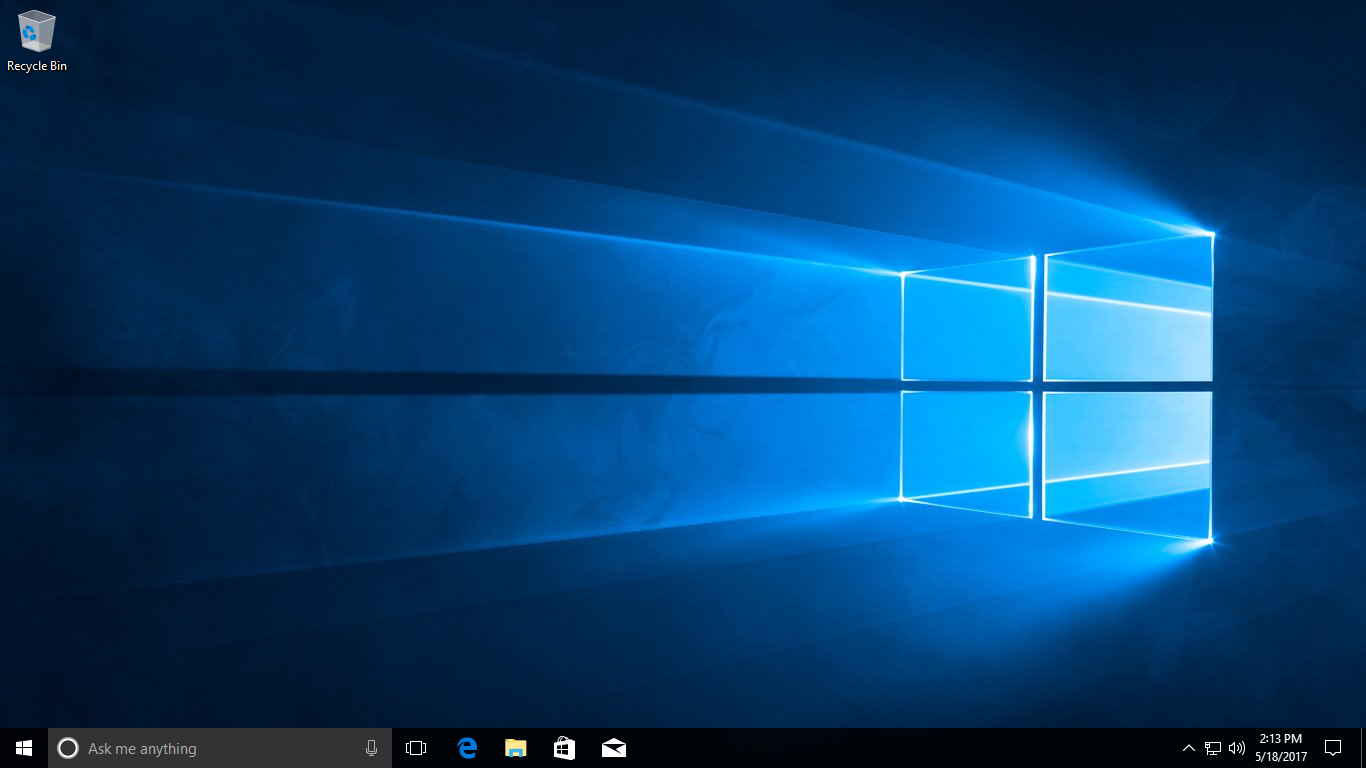 Recycle Bin
Ask me anything
2:13 PM
5/18/2017